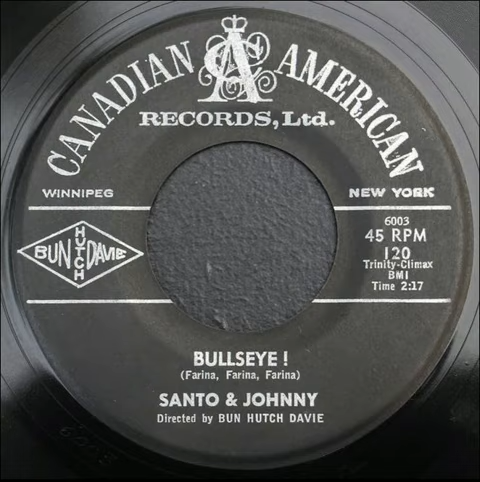 CANADIAN AMERICAN
CA
RECORDS, Ltd.
WINNIPEG
NEW YORK
BUN HUTCH DAVIE
6003
45 RPM
120
Trinity-Climax
BMI
Time 2:17
BULLSEYE !
(Farina, Farina, Farina)
SANTO & JOHNNY
Directed by BUN HUTCH DAVIE